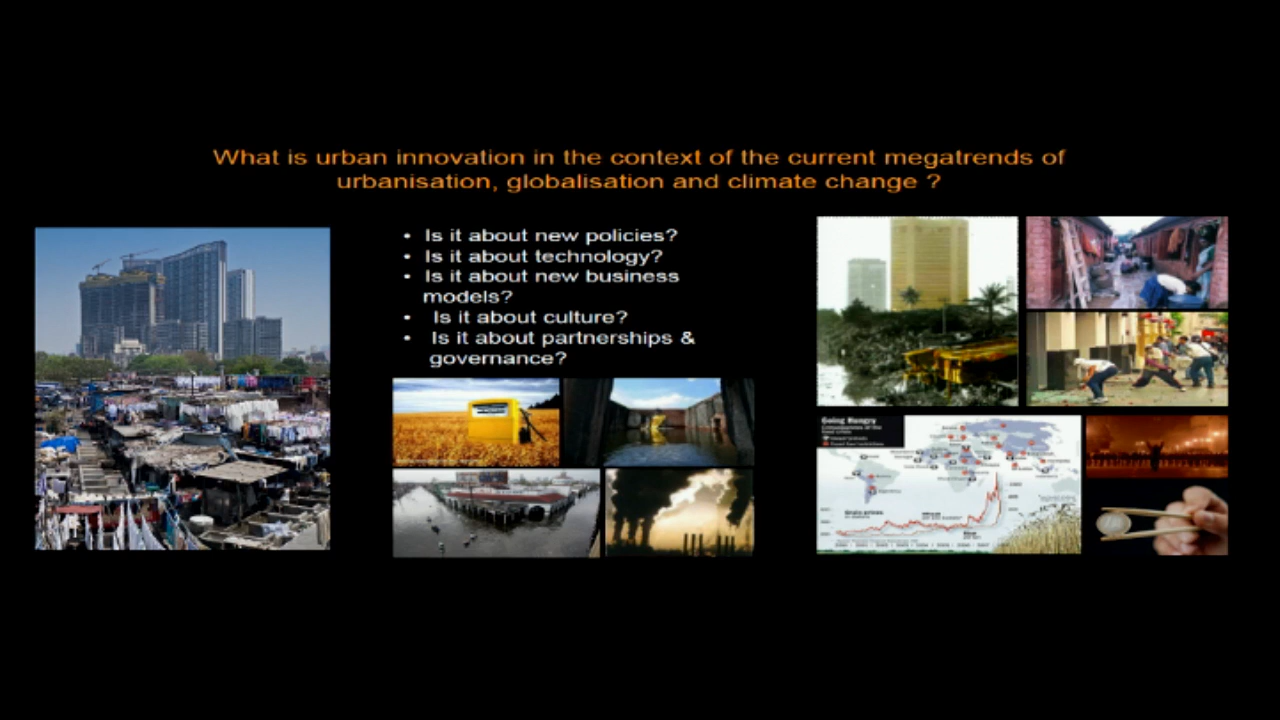 What is urban innovation in the context of the current megatrends of
urbanisation, globalisation and climate change ?
• Is it about new policies?
• Is it about technology?
• Is it about new business
models?
• Is it about culture?
• Is it about partnerships &
governance?
Going Hungry
Grain prices